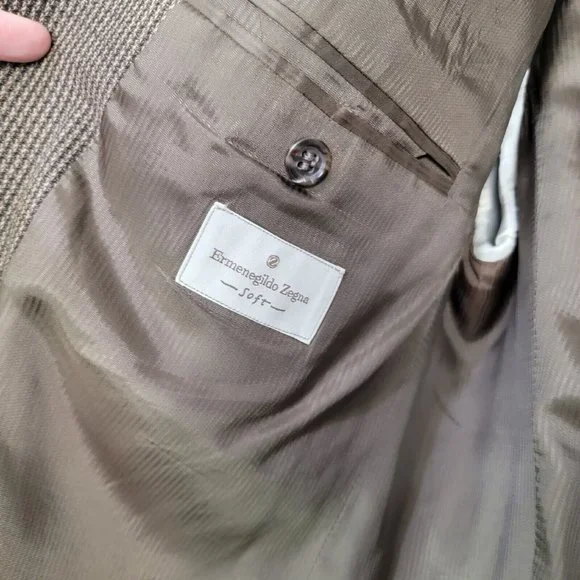 Ermenegildo Zegna
— Soft —